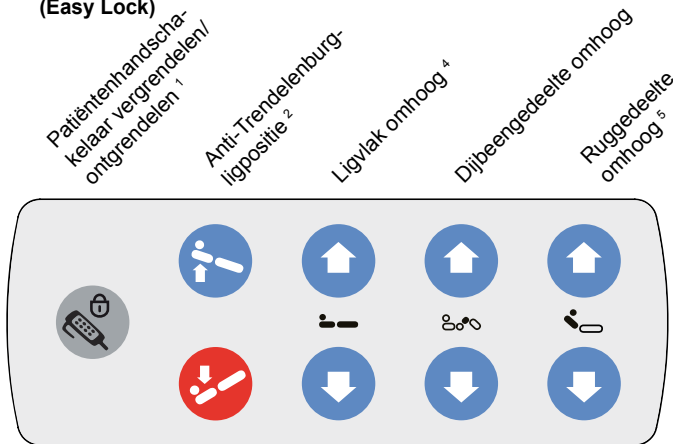 (Easy Lock)
Patiëntenhandscha-
kelaar vergrendelen/
ontgrendelen ¹
Anti-Trendelenburg-
ligpositie ²
Ligvlak omhoog ⁴
Dijbeengedeelte omhoog
Ruggedeelte
omhoog ⁵